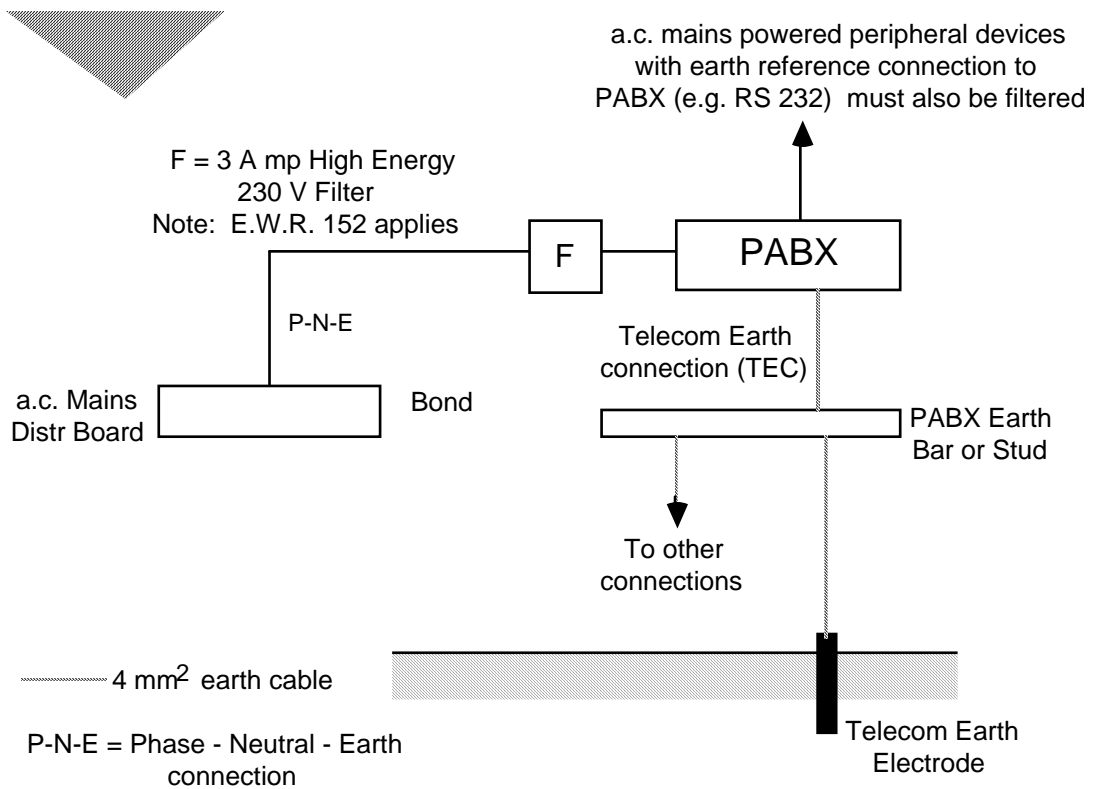 a.c. mains powered peripheral devices
with earth reference connection to
PABX (e.g. RS 232)  must also be filtered
F = 3 A mp High Energy
230 V Filter
Note:  E.W.R. 152 applies
F
PABX
P-N-E
Telecom Earth
connection (TEC)
a.c. Mains
Distr Board
Bond
PABX Earth
Bar or Stud
To other
connections
4 mm2 earth cable
P-N-E = Phase - Neutral - Earth
connection
Telecom Earth
Electrode